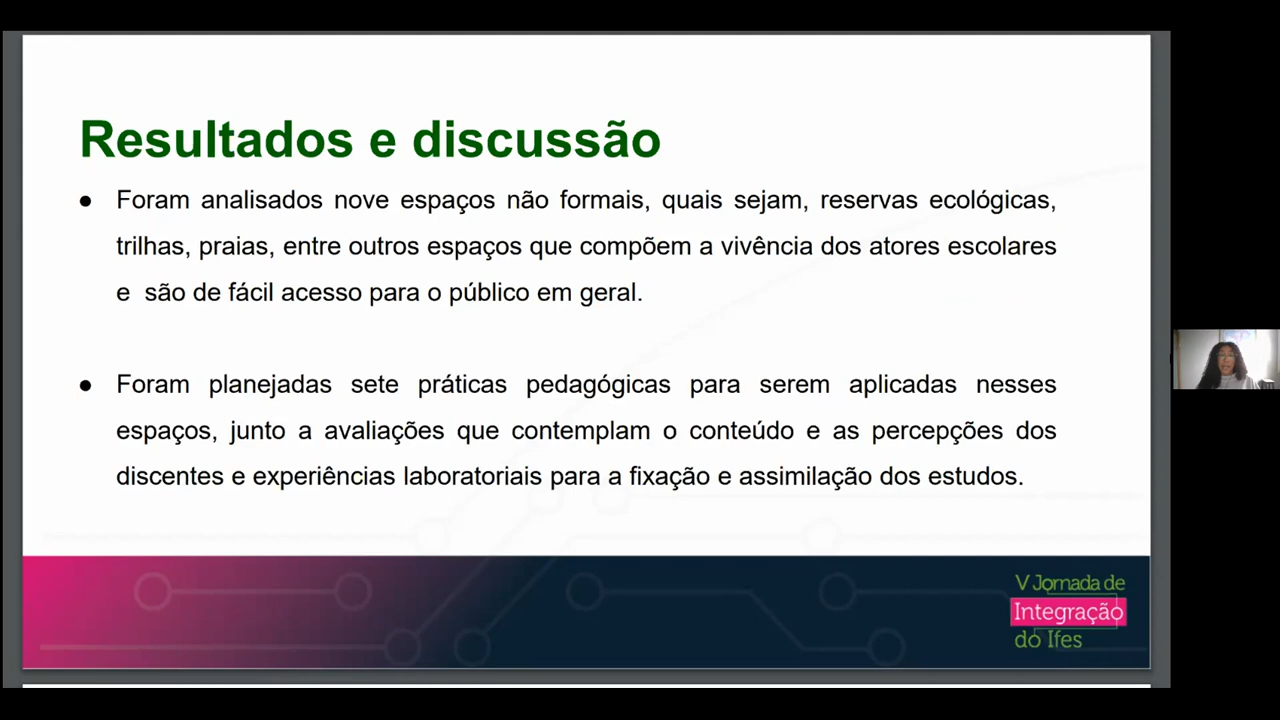 Resultados e discussão
● Foram analisados nove espaços não formais, quais sejam, reservas ecológicas,
trilhas, praias, entre outros espaços que compõem a vivência dos atores escolares
e são de fácil acesso para o público em geral.
● Foram planejadas sete práticas pedagógicas para serem aplicadas nesses
espaços, junto a avaliações que contemplam o conteúdo e as percepções dos
discentes e experiências laboratoriais para a fixação e assimilação dos estudos.
V Jornada de
Integração
do Ifes